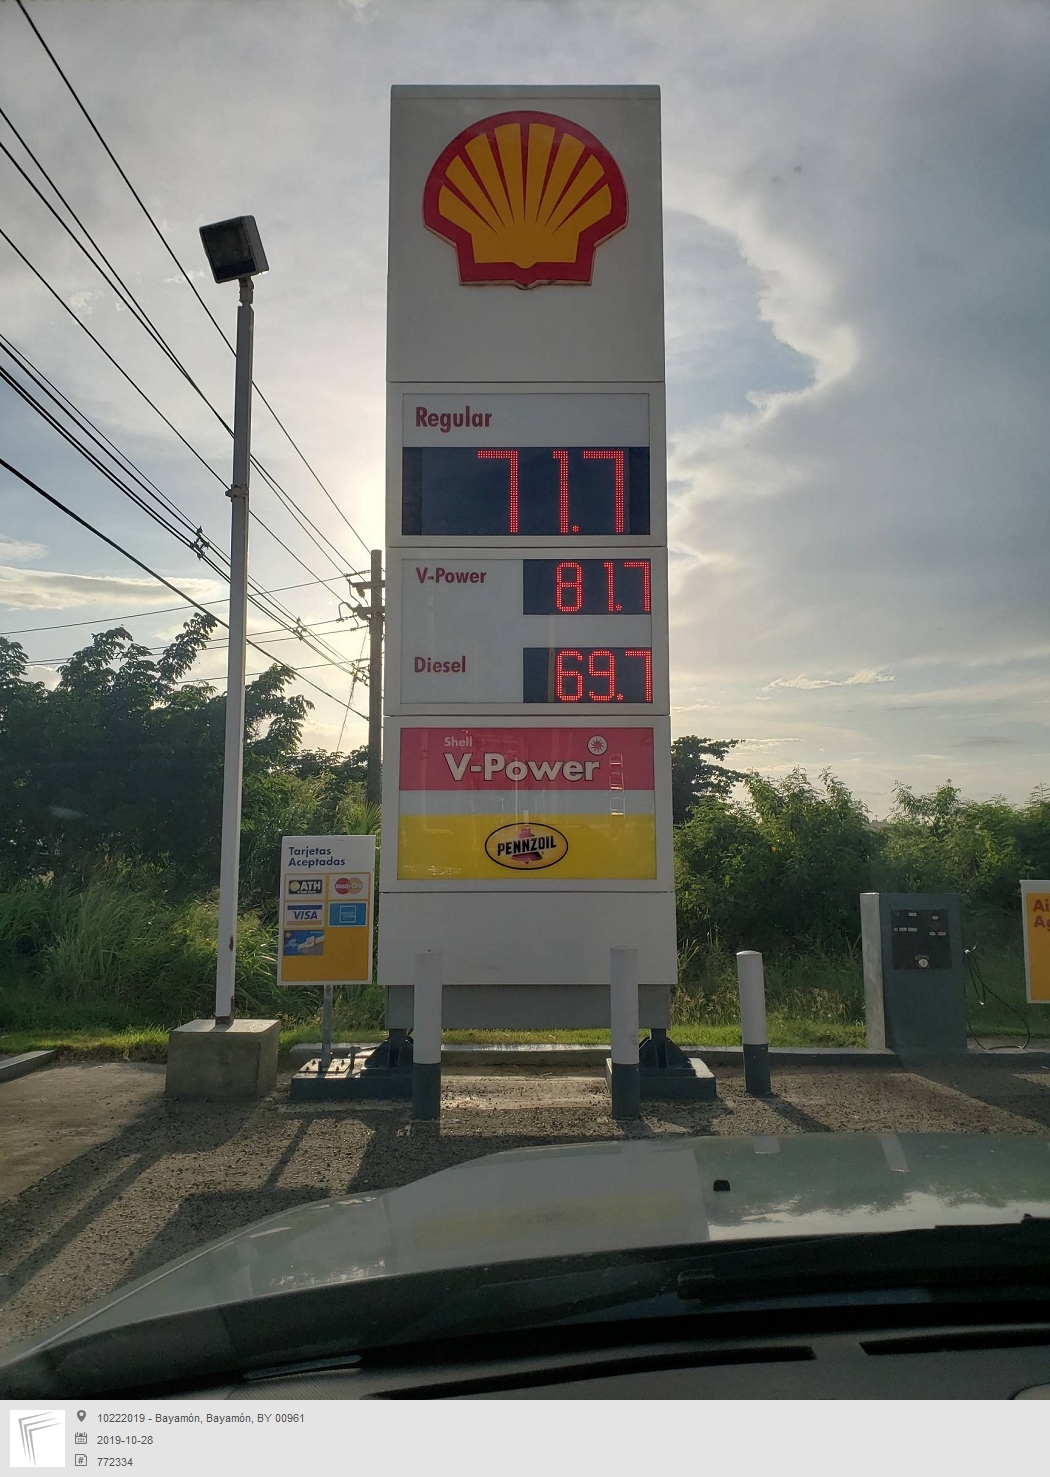 Regular
71.7
V-Power
81.7
Diesel
69.7
Shell
V-Power
PENNZOIL
Tarjetas
Aceptadas
ATH
MasterCard
VISA
10222019 - Bayamón, Bayamón, BY 00961
2019-10-28
772334